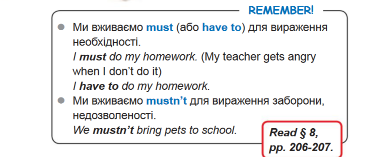 REMEMBER!
● Ми вживаємо must (або have to) для вираження
необхідності.
I must do my homework. (My teacher gets angry
when I don't do it)
I have to do my homework.
● Ми вживаємо mustn't для вираження заборони,
недозволеності.
We mustn't bring pets to school.
Read § 8,
pp. 206-207.